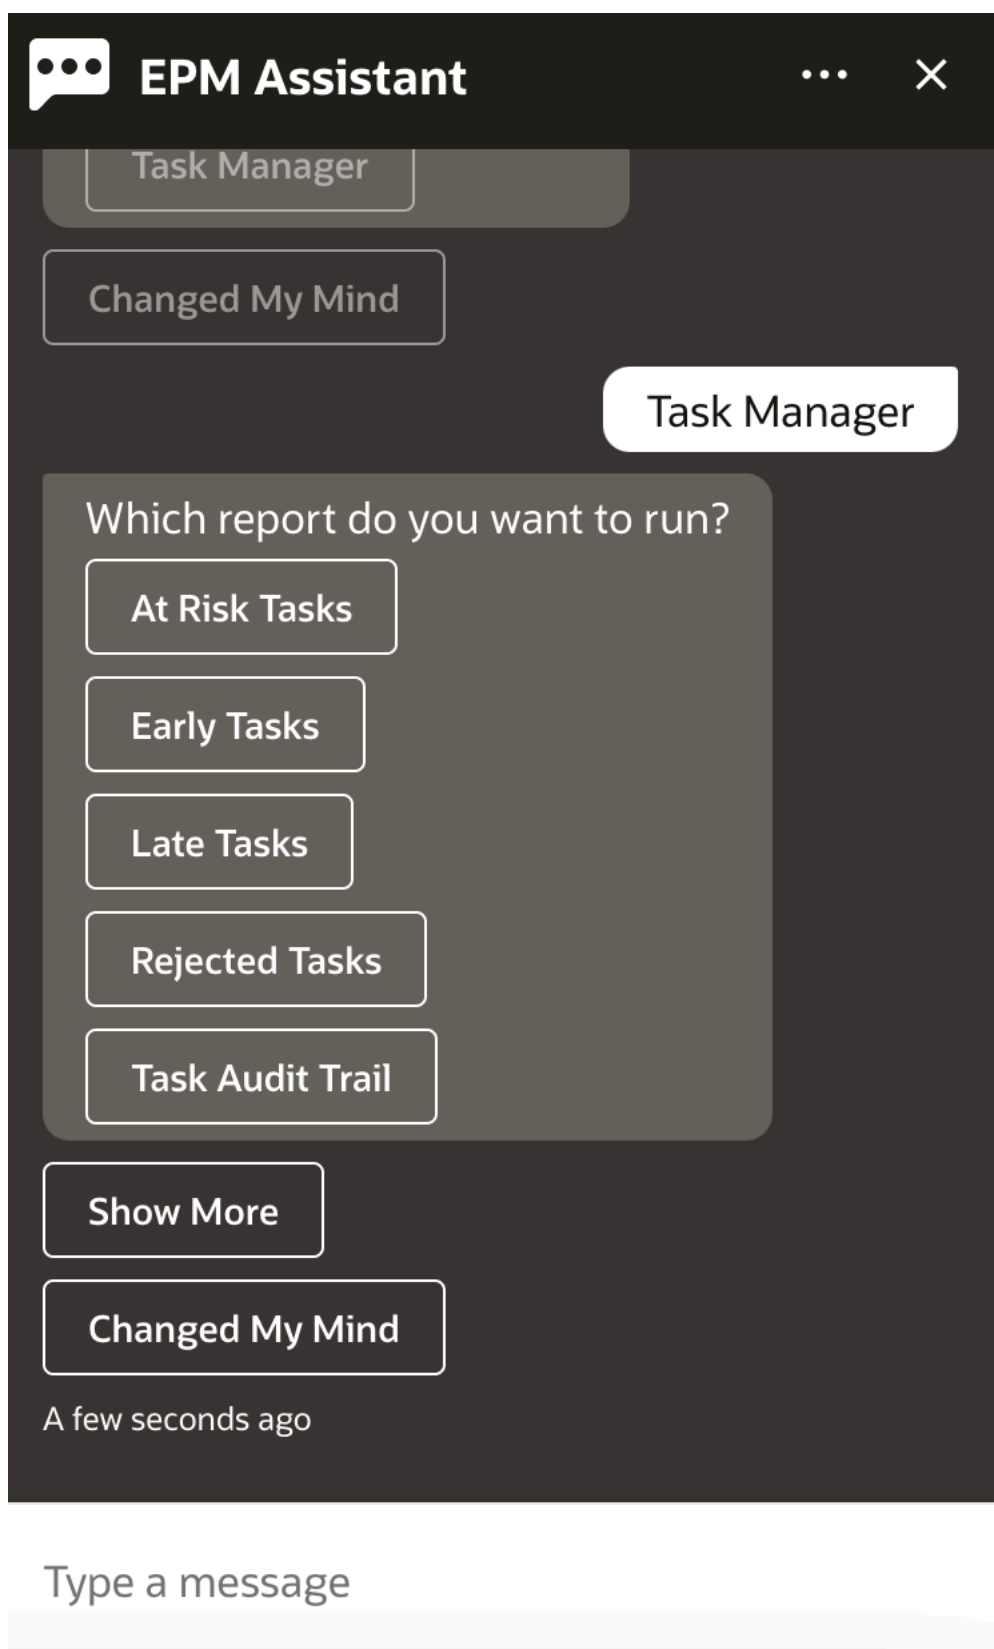 EPM Assistant
Task Manager
Changed My Mind
Task Manager
Which report do you want to run?
At Risk Tasks
Early Tasks
Late Tasks
Rejected Tasks
Task Audit Trail
Show More
Changed My Mind
A few seconds ago
Type a message